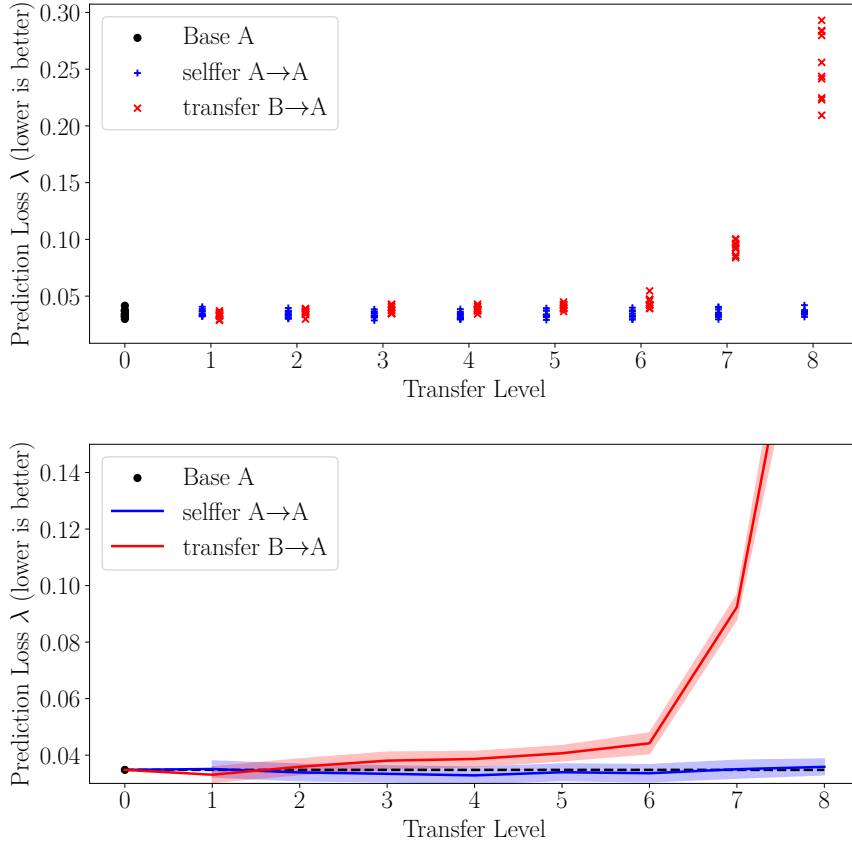 0.30
0.25
0.20
0.15
0.10
0.05
Prediction Loss λ (lower is better)
Base A
selffer A→A
transfer B→A
0 1 2 3 4 5 6 7 8
Transfer Level
0.14
0.12
0.10
0.08
0.06
0.04
Prediction Loss λ (lower is better)
Base A
selffer A→A
transfer B→A
0 1 2 3 4 5 6 7 8
Transfer Level